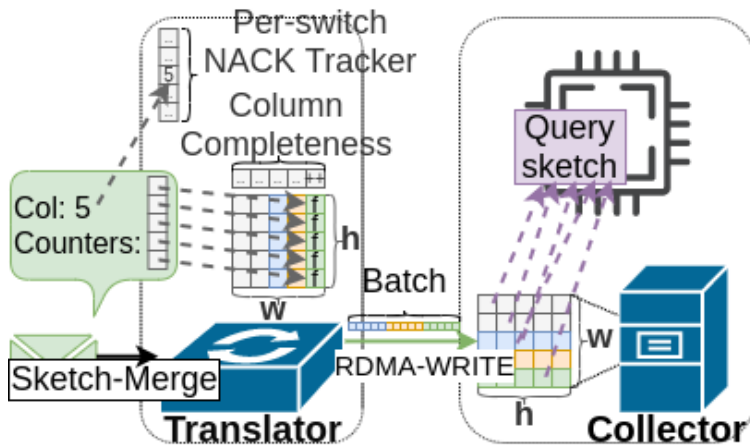 Per-switch
NACK Tracker
5
Column
Completeness
++
Col: 5
Counters:
f
f
f
f
f
h
w
Sketch-Merge
Translator
Batch
RDMA-WRITE
Query
sketch
w
h
Collector